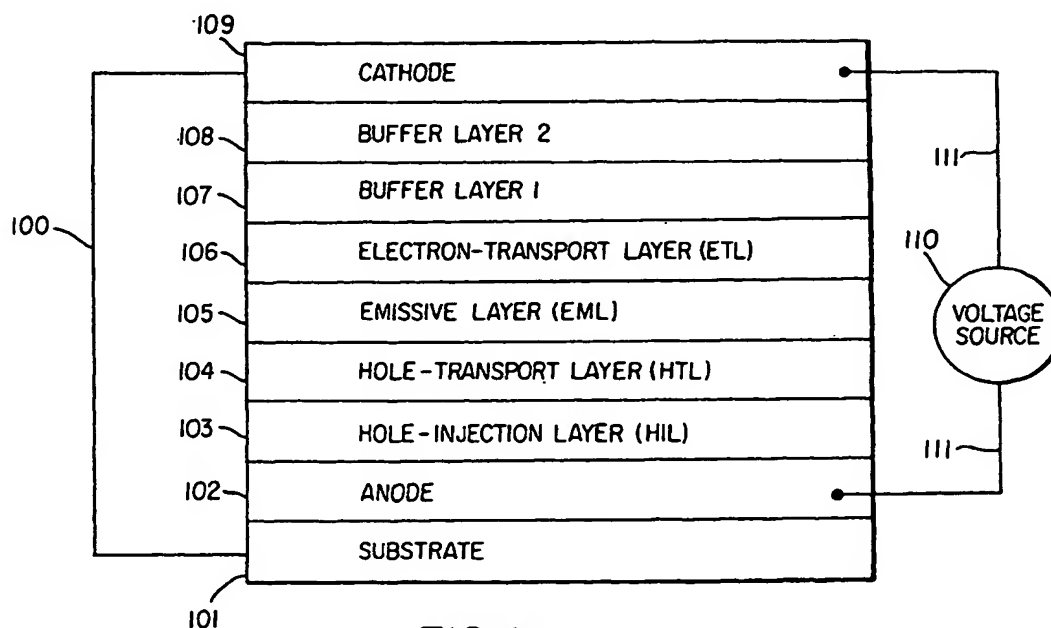 109
CATHODE
108
BUFFER LAYER 2
111
107
BUFFER LAYER 1
100
106
ELECTRON-TRANSPORT LAYER (ETL)
110
105
EMISSIVE LAYER (EML)
VOLTAGE
SOURCE
104
HOLE-TRANSPORT LAYER (HTL)
103
HOLE-INJECTION LAYER (HIL)
111
102
ANODE
SUBSTRATE
101